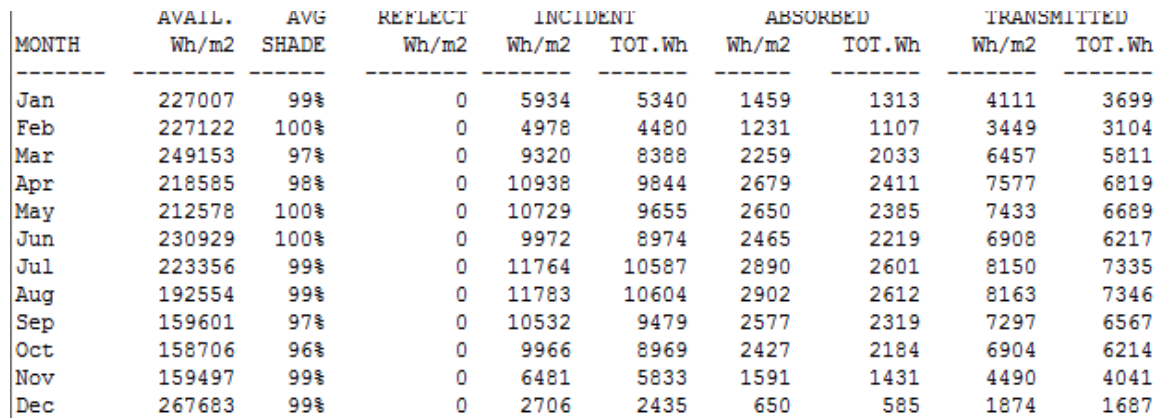 AVAIL. AVG REFLECT INCIDENT ABSORBED TRANSMITTED
MONTH Wh/m2 SHADE Wh/m2 Wh/m2 TOT.Wh Wh/m2 TOT.Wh Wh/m2 TOT.Wh
------- -------- ------ -------- ------- ------- ------ ------- ------- -------
Jan 227007 99% 0 5934 5340 1459 1313 4111 3699
Feb 227122 100% 0 4978 4480 1231 1107 3449 3104
Mar 249153 97% 0 9320 8388 2259 2033 6457 5811
Apr 218585 98% 0 10938 9844 2679 2411 7577 6819
May 212578 100% 0 10729 9655 2650 2385 7433 6689
Jun 230929 100% 0 9972 8974 2465 2219 6908 6217
Jul 223356 99% 0 11764 10587 2890 2601 8150 7335
Aug 192554 99% 0 11783 10604 2902 2612 8163 7346
Sep 159601 97% 0 10532 9479 2577 2319 7297 6567
Oct 158706 96% 0 9966 8969 2427 2184 6904 6214
Nov 159497 99% 0 6481 5833 1591 1431 4490 4041
Dec 267683 99% 0 2706 2435 650 585 1874 1687